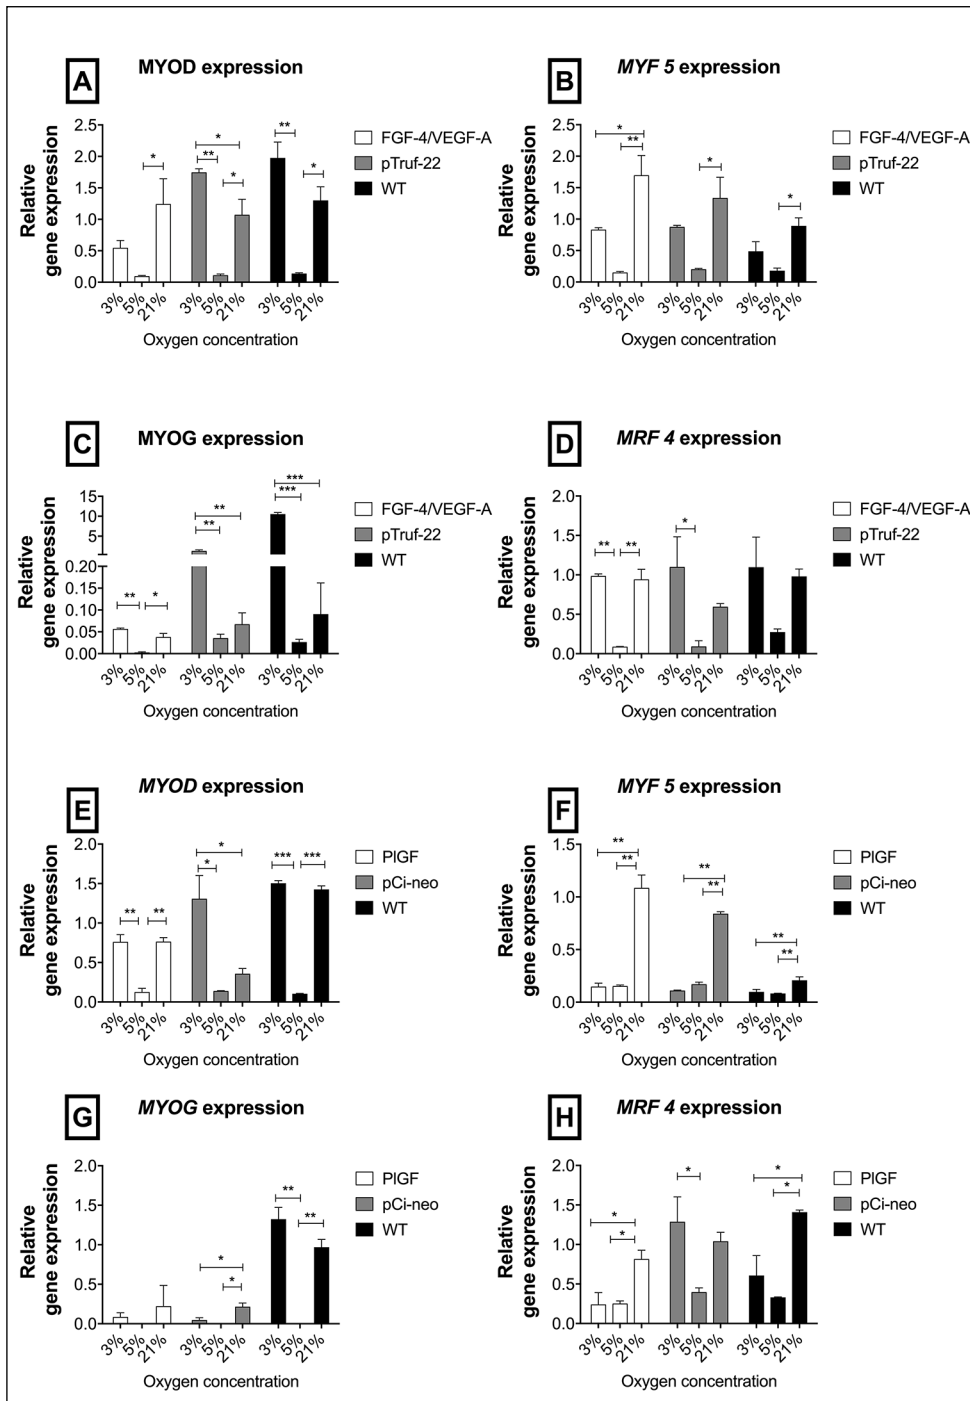 A
MYOD expression
Relative
gene expression
2.5
2.0
1.5
1.0
0.5
0.0
*
**
*
*
**
*
3%
5%
21%
3%
5%
21%
3%
5%
21%
Oxygen concentration
FGF-4/VEGF-A
pTruf-22
WT
B
MYF 5 expression
Relative
gene expression
2.5
2.0
1.5
1.0
0.5
0.0
*
**
*
*
3%
5%
21%
3%
5%
21%
3%
5%
21%
Oxygen concentration
FGF-4/VEGF-A
pTruf-22
WT
C
MYOG expression
Relative
gene expression
15
10
5
0.20
0.15
0.10
0.05
0.00
**
*
**
**
***
***
3%
5%
21%
3%
5%
21%
3%
5%
21%
Oxygen concentration
FGF-4/VEGF-A
pTruf-22
WT
D
MRF 4 expression
Relative
gene expression
2.0
1.5
1.0
0.5
0.0
**
**
*
3%
5%
21%
3%
5%
21%
3%
5%
21%
Oxygen concentration
FGF-4/VEGF-A
pTruf-22
WT
E
MYOD expression
Relative
gene expression
2.0
1.5
1.0
0.5
0.0
**
**
*
*
***
***
3%
5%
21%
3%
5%
21%
3%
5%
21%
Oxygen concentration
PlGF
pCi-neo
WT
F
MYF 5 expression
Relative
gene expression
1.5
1.0
0.5
0.0
**
**
**
**
**
**
3%
5%
21%
3%
5%
21%
3%
5%
21%
Oxygen concentration
PlGF
pCi-neo
WT
G
MYOG expression
Relative
gene expression
2.0
1.5
1.0
0.5
0.0
*
*
**
**
3%
5%
21%
3%
5%
21%
3%
5%
21%
Oxygen concentration
PlGF
pCi-neo
WT
H
MRF 4 expression
Relative
gene expression
2.0
1.5
1.0
0.5
0.0
*
*
*
*
*
3%
5%
21%
3%
5%
21%
3%
5%
21%
Oxygen concentration
PlGF
pCi-neo
WT